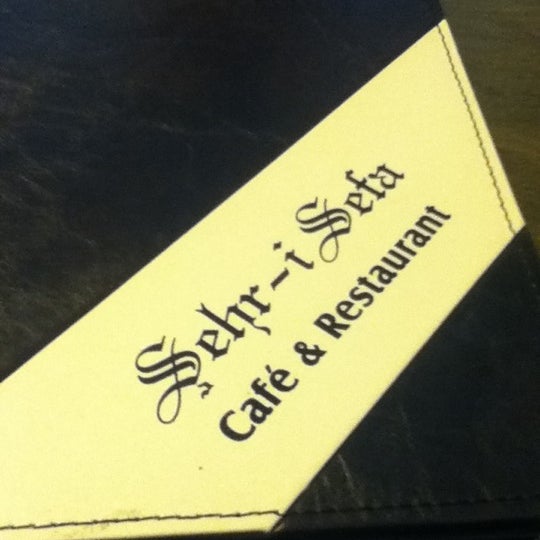 Şehr-i Sefa
Café & Restaurant